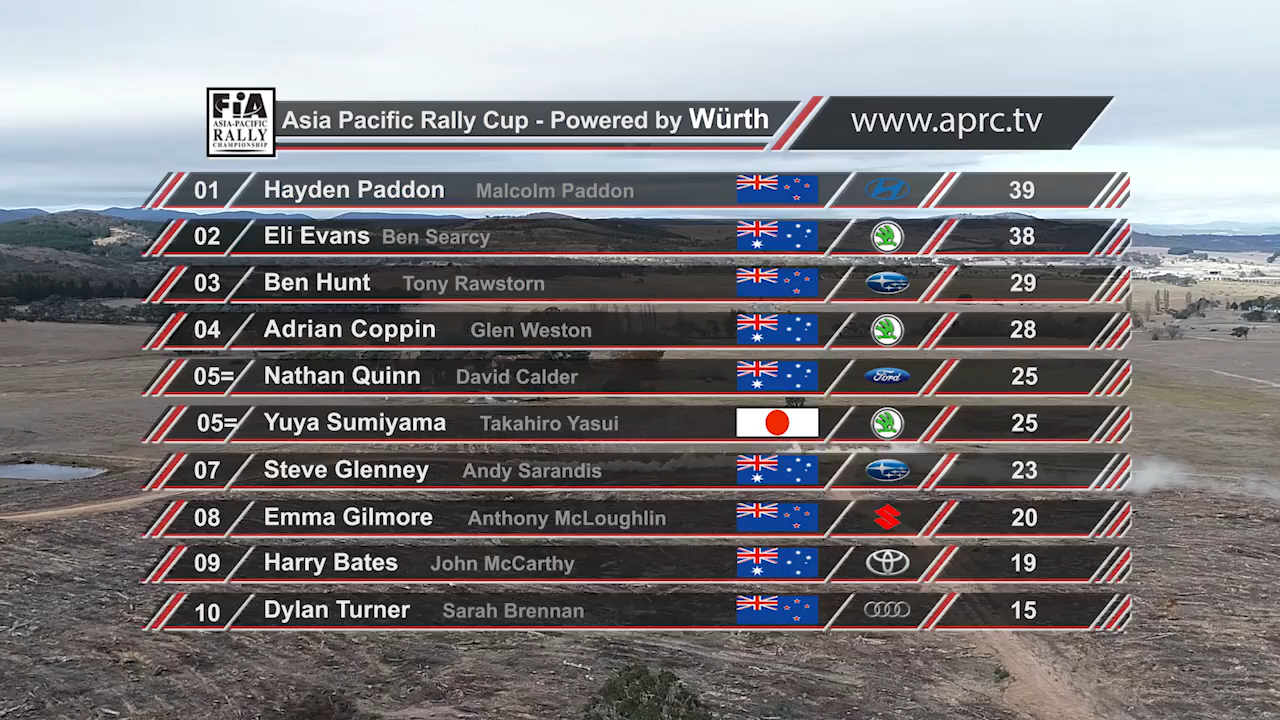 FIA
ASIA-PACIFIC
RALLY
CHAMPIONSHIP
Asia Pacific Rally Cup - Powered by Würth
www.aprc.tv
01 Hayden Paddon Malcolm Paddon 39
02 Eli Evans Ben Searcy 38
03 Ben Hunt Tony Rawstorn 29
04 Adrian Coppin Glen Weston 28
05= Nathan Quinn David Calder Ford 25
05= Yuya Sumiyama Takahiro Yasui 25
07 Steve Glenney Andy Sarandis 23
08 Emma Gilmore Anthony McLoughlin 20
09 Harry Bates John McCarthy 19
10 Dylan Turner Sarah Brennan 15